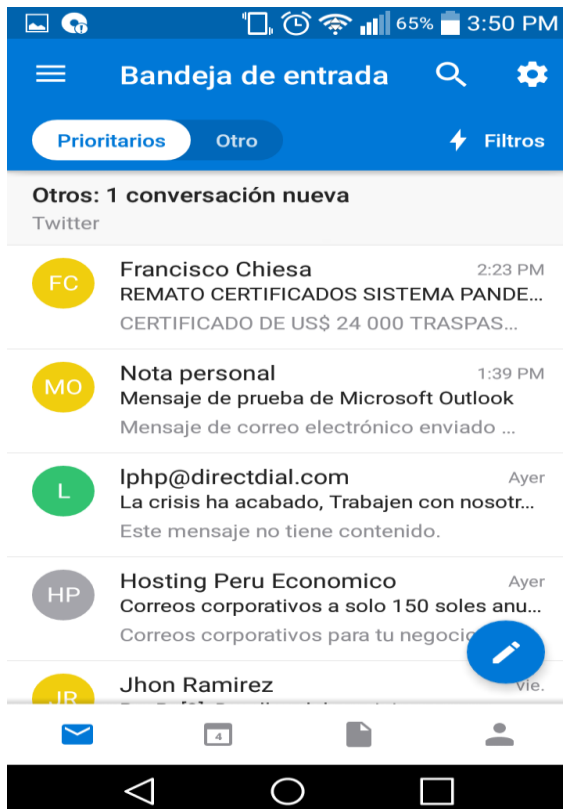 65% 3:50 PM
Bandeja de entrada
Prioritarios Otro Filtros
Otros: 1 conversación nueva
Twitter
FC Francisco Chiesa 2:23 PM
REMATO CERTIFICADOS SISTEMA PANDE...
CERTIFICADO DE US$ 24 000 TRASPAS...
MO Nota personal 1:39 PM
Mensaje de prueba de Microsoft Outlook
Mensaje de correo electrónico enviado ...
L lphp@directdial.com Ayer
La crisis ha acabado, Trabajen con nosotr...
Este mensaje no tiene contenido.
HP Hosting Peru Economico Ayer
Correos corporativos a solo 150 soles anu...
Correos corporativos para tu negocio
JR Jhon Ramirez vie.
4